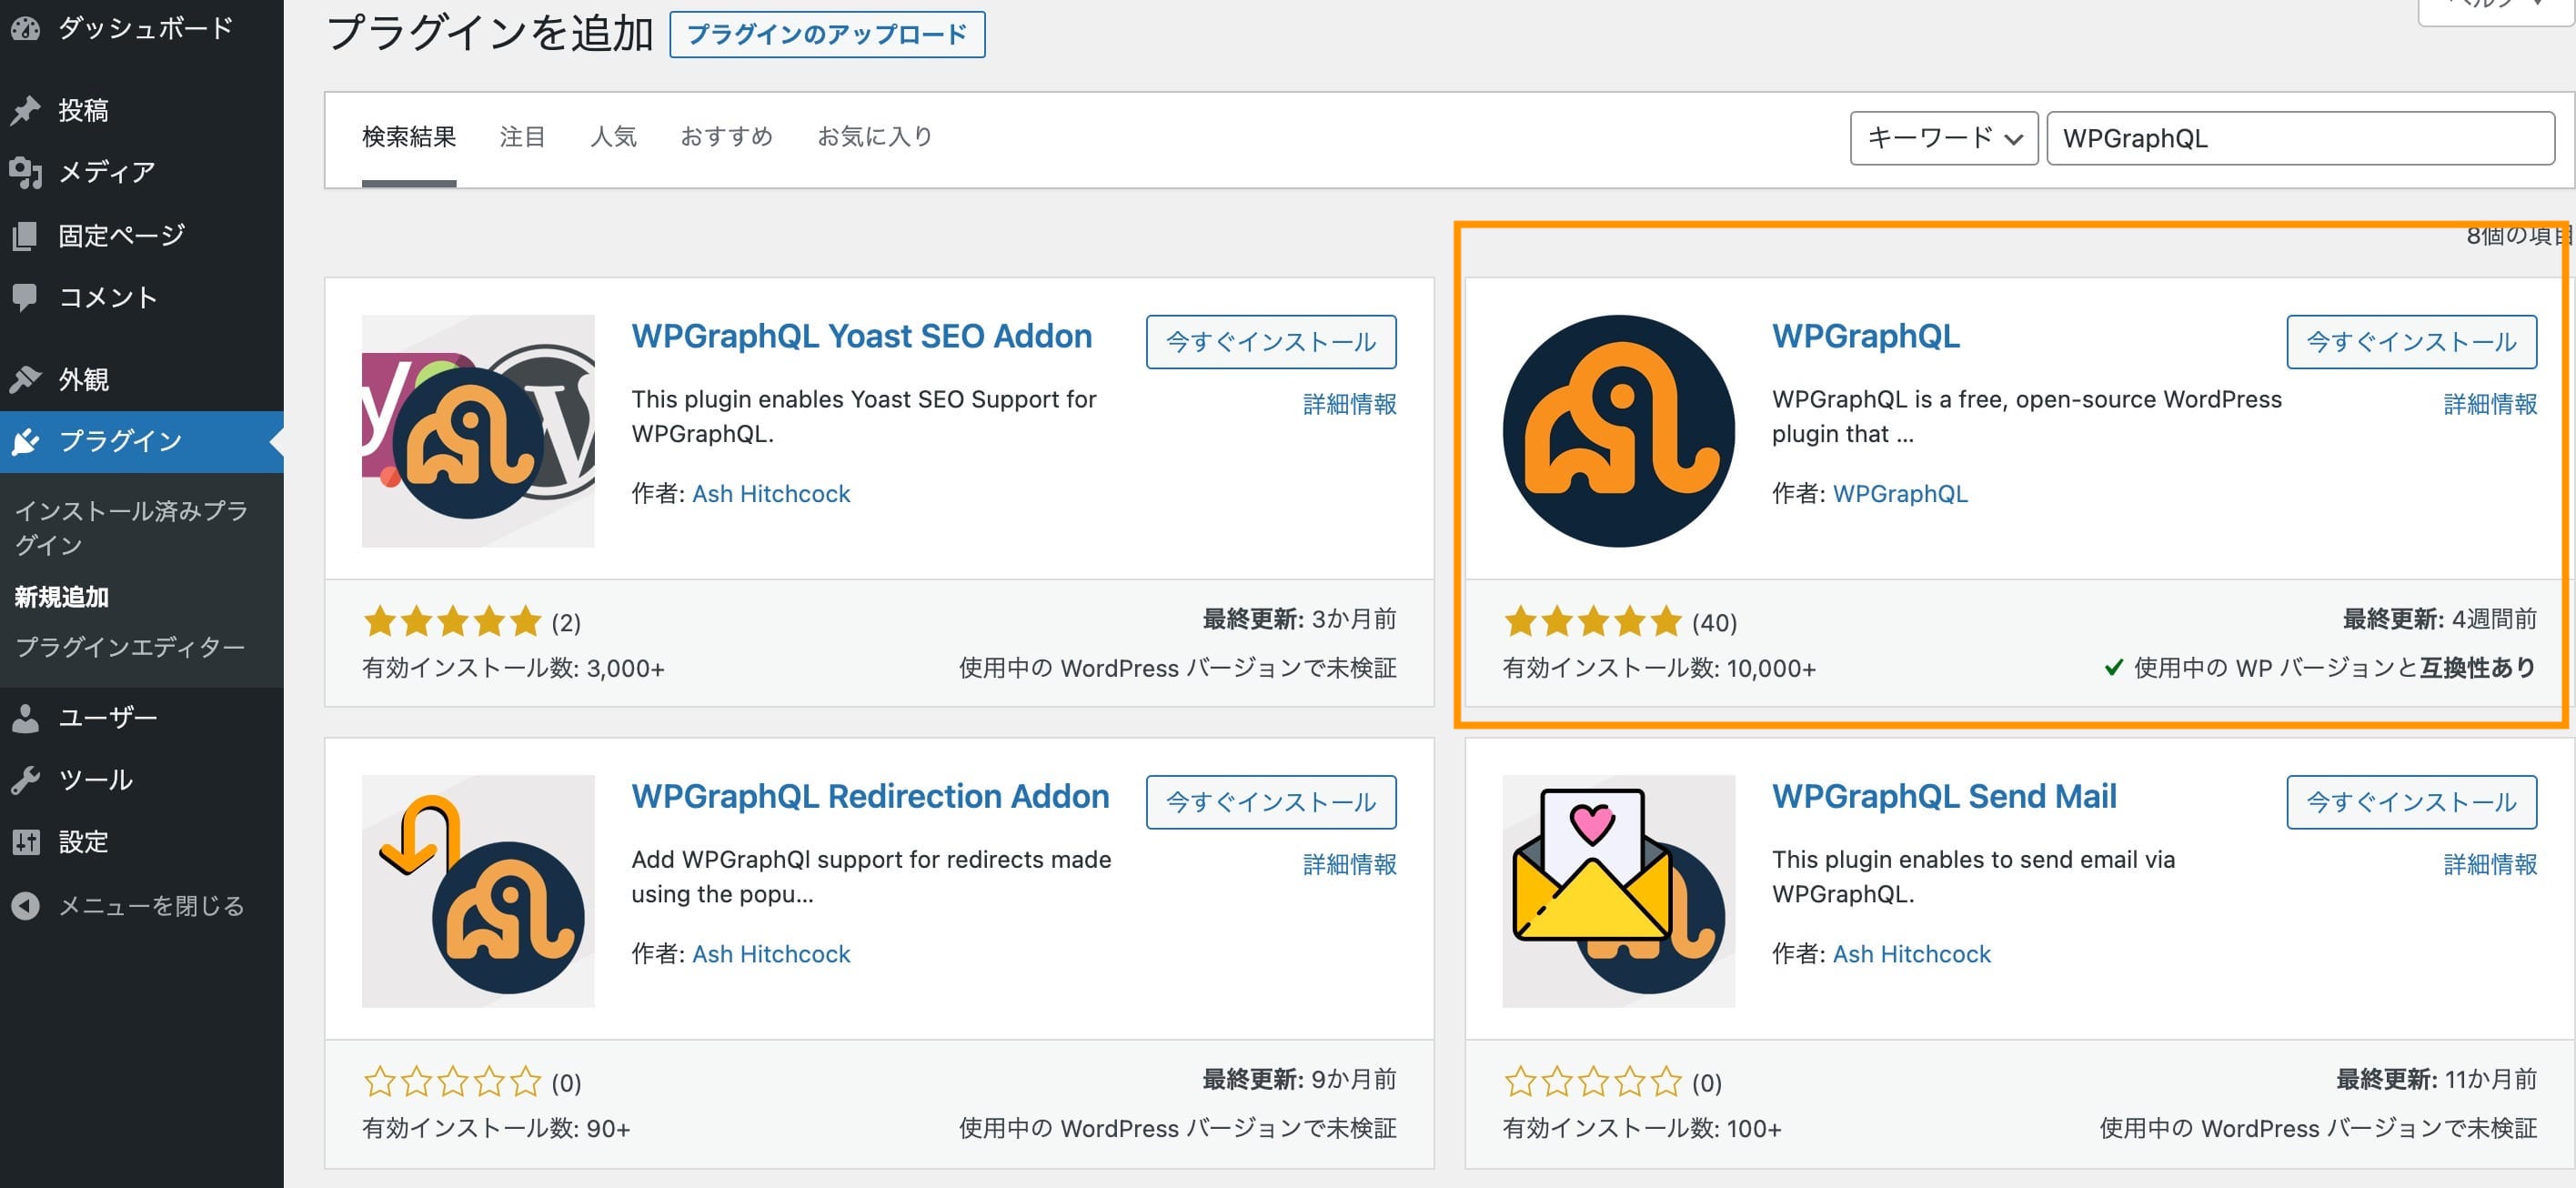 ダッシュボード
投稿
メディア
固定ページ
コメント
外観
プラグイン
インストール済みプラ
グイン
新規追加
プラグインエディター
ユーザー
ツール
設定
メニューを閉じる
プラグインを追加
プラグインのアップロード
ヘルプ
検索結果
注目
人気
おすすめ
お気に入り
キーワード
WPGraphQL
8個の項目
WPGraphQL Yoast SEO Addon
今すぐインストール
詳細情報
This plugin enables Yoast SEO Support for
WPGraphQL.
作者: Ash Hitchcock
(2)
最終更新: 3か月前
有効インストール数: 3,000+
使用中の WordPress バージョンで未検証
WPGraphQL
今すぐインストール
詳細情報
WPGraphQL is a free, open-source WordPress
plugin that ...
作者: WPGraphQL
(40)
最終更新: 4週間前
有効インストール数: 10,000+
使用中の WP バージョンと互換性あり
WPGraphQL Redirection Addon
今すぐインストール
詳細情報
Add WPGraphQl support for redirects made
using the popu...
作者: Ash Hitchcock
(0)
最終更新: 9か月前
有効インストール数: 90+
使用中の WordPress バージョンで未検証
WPGraphQL Send Mail
今すぐインストール
詳細情報
This plugin enables to send email via
WPGraphQL.
作者: Ash Hitchcock
(0)
最終更新: 11か月前
有効インストール数: 100+
使用中の WordPress バージョンで未検証